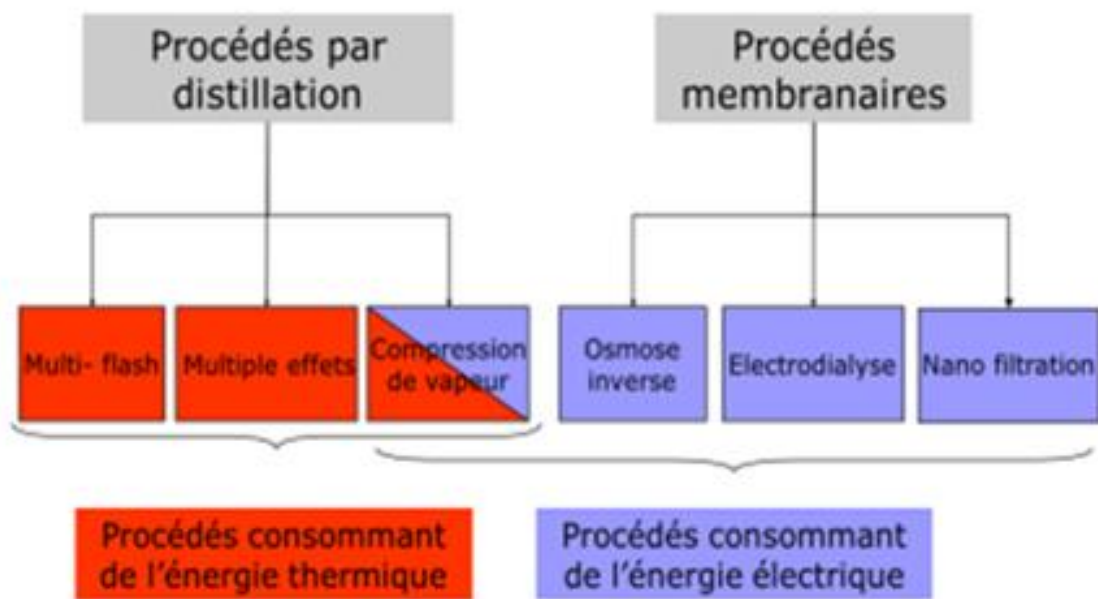 Procédés par
distillation
Procédés
membranaires
Multi- flash
Multiple effets
Compression
de vapeur
Osmose
inverse
Electrodialyse
Nano filtration
Procédés consommant
de l'énergie thermique
Procédés consommant
de l'énergie électrique